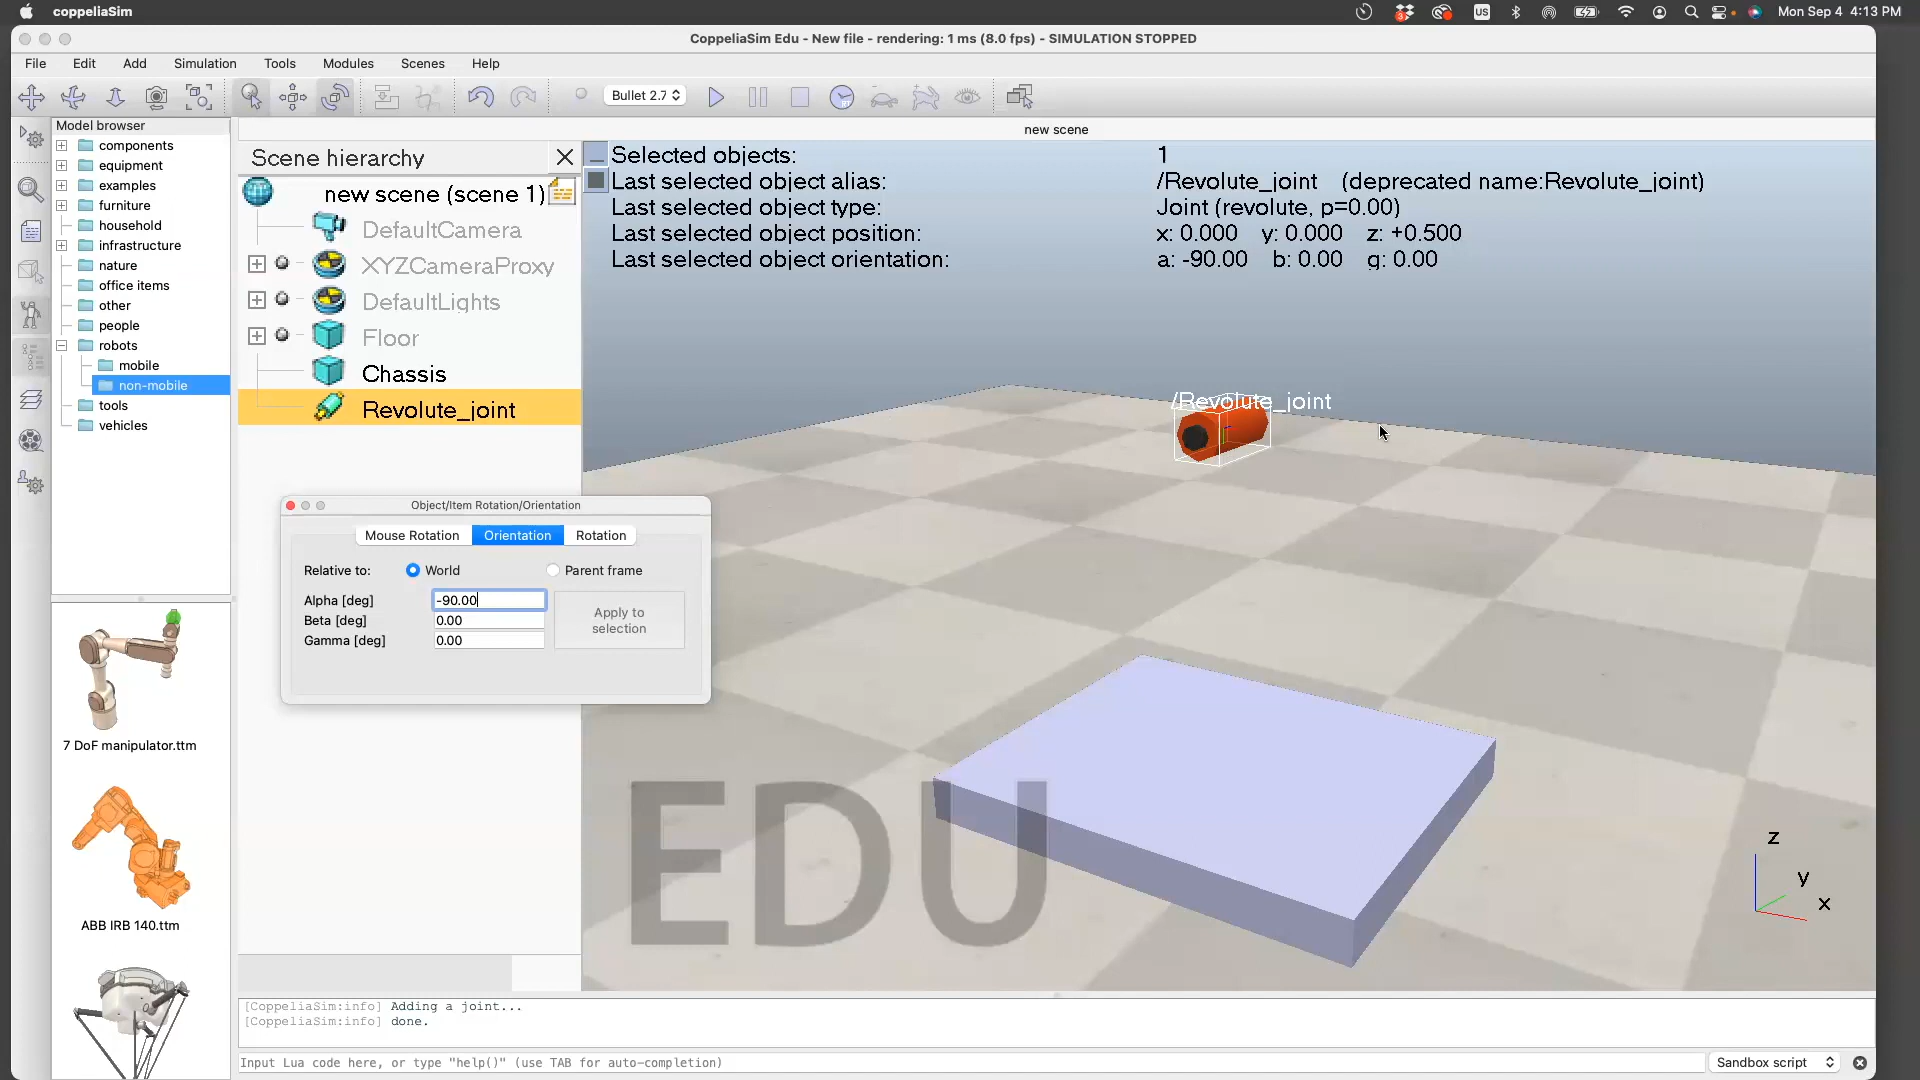 coppeliaSim
US
Mon Sep 4 4:13 PM
CoppeliaSim Edu - New file - rendering: 1 ms (8.0 fps) - SIMULATION STOPPED
File Edit Add Simulation Tools Modules Scenes Help
Bullet 2.7
Model browser
components
equipment
examples
furniture
household
infrastructure
nature
office items
other
people
robots
mobile
non-mobile
tools
vehicles
7 DoF manipulator.ttm
ABB IRB 140.ttm
new scene
Scene hierarchy
new scene (scene 1)
DefaultCamera
XYZCameraProxy
DefaultLights
Floor
Chassis
Revolute_joint
Selected objects: 1
Last selected object alias: /Revolute_joint (deprecated name:Revolute_joint)
Last selected object type: Joint (revolute, p=0.00)
Last selected object position: x: 0.000 y: 0.000 z: +0.500
Last selected object orientation: a: -90.00 b: 0.00 g: 0.00
/Revolute_joint
Object/Item Rotation/Orientation
Mouse Rotation Orientation Rotation
Relative to: World Parent frame
Alpha [deg] -90.00
Beta [deg] 0.00
Gamma [deg] 0.00
Apply to
selection
EDU
z
y
x
[CoppeliaSim:info] Adding a joint...
[CoppeliaSim:info] done.
Input Lua code here, or type "help()" (use TAB for auto-completion)
Sandbox script